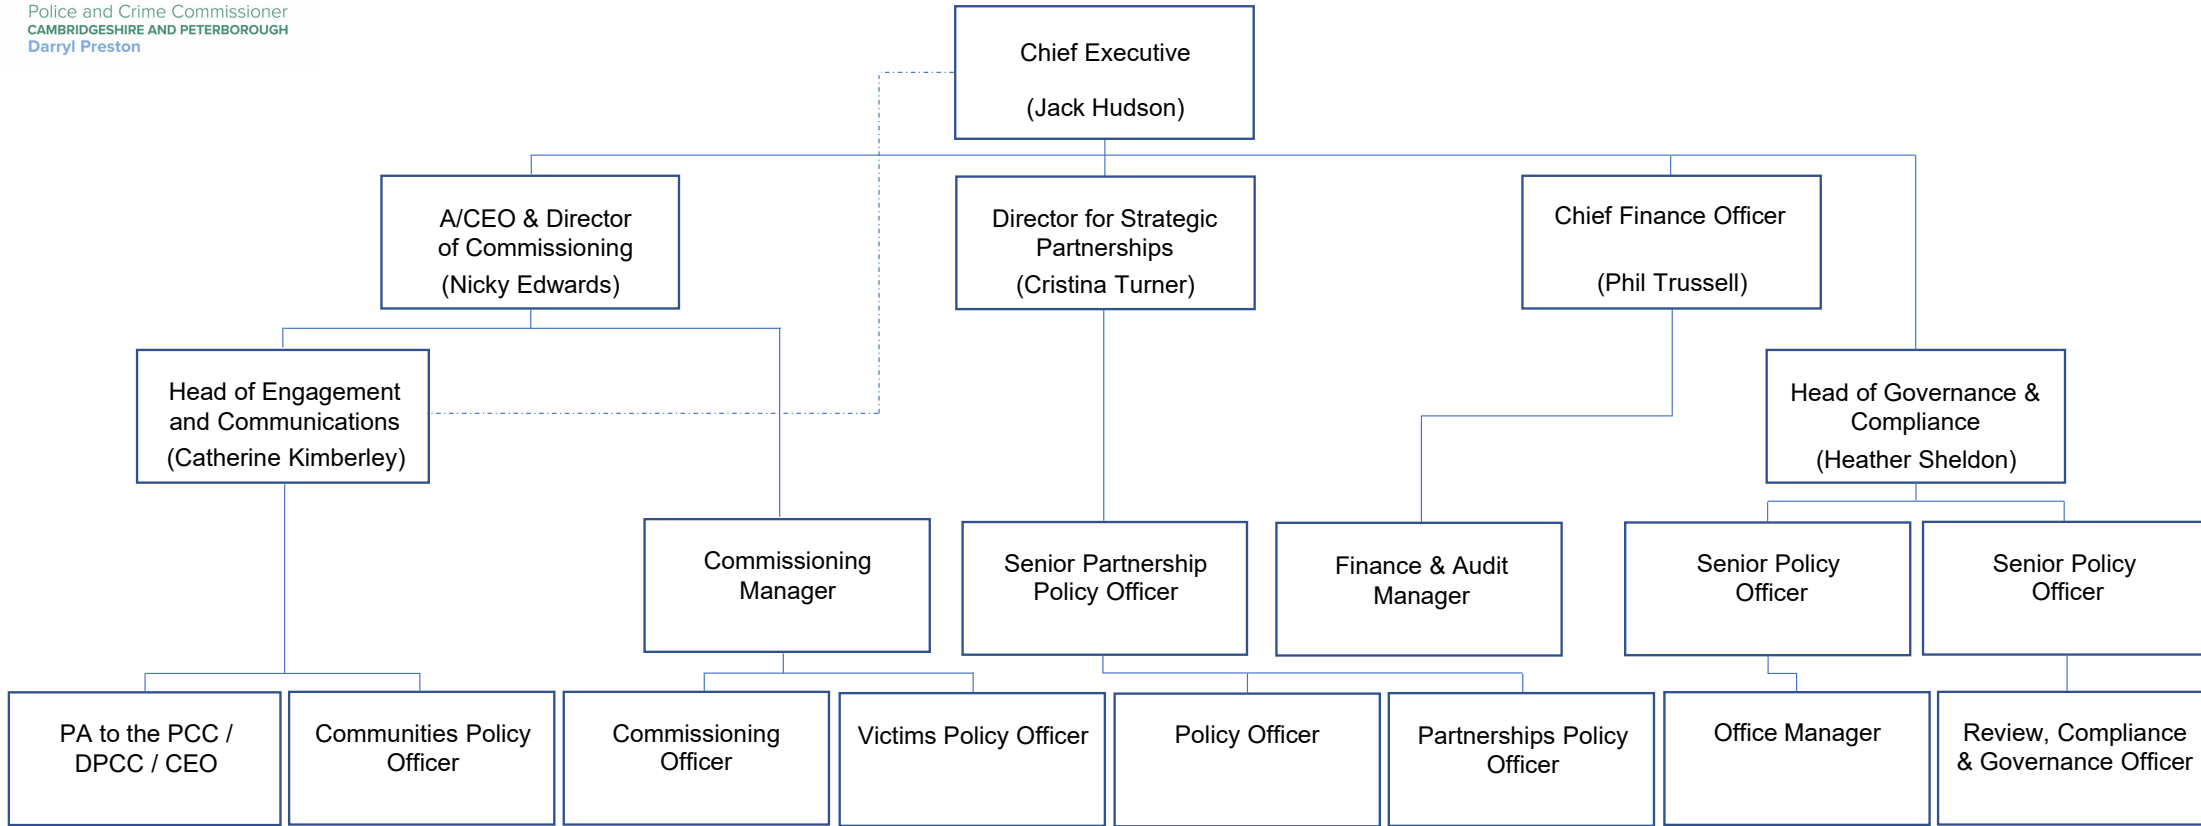 Police and Crime Commissioner
CAMBRIDGESHIRE AND PETERBOROUGH
Darryl Preston
Chief Executive
(Jack Hudson)
A/CEO & Director
of Commissioning
(Nicky Edwards)
Director for Strategic
Partnerships
(Cristina Turner)
Chief Finance Officer
(Phil Trussell)
Head of Engagement
and Communications
(Catherine Kimberley)
Head of Governance &
Compliance
(Heather Sheldon)
Commissioning
Manager
Senior Partnership
Policy Officer
Finance & Audit
Manager
Senior Policy
Officer
Senior Policy
Officer
PA to the PCC /
DPCC / CEO
Communities Policy
Officer
Commissioning
Officer
Victims Policy Officer
Policy Officer
Partnerships Policy
Officer
Office Manager
Review, Compliance
& Governance Officer